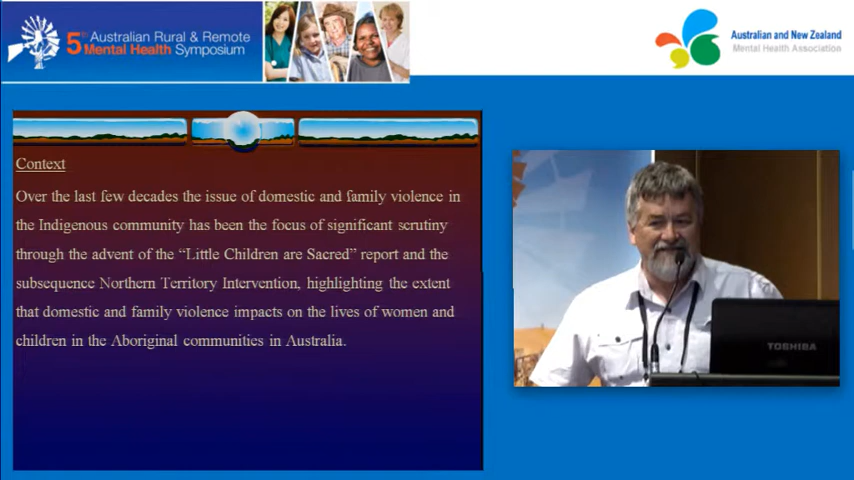 5th Australian Rural & Remote
Mental Health Symposium
Australian and New Zealand
Mental Health Association
Context
Over the last few decades the issue of domestic and family violence in
the Indigenous community has been the focus of significant scrutiny
through the advent of the “Little Children are Sacred” report and the
subsequence Northern Territory Intervention, highlighting the extent
that domestic and family violence impacts on the lives of women and
children in the Aboriginal communities in Australia.
TOSHIBA